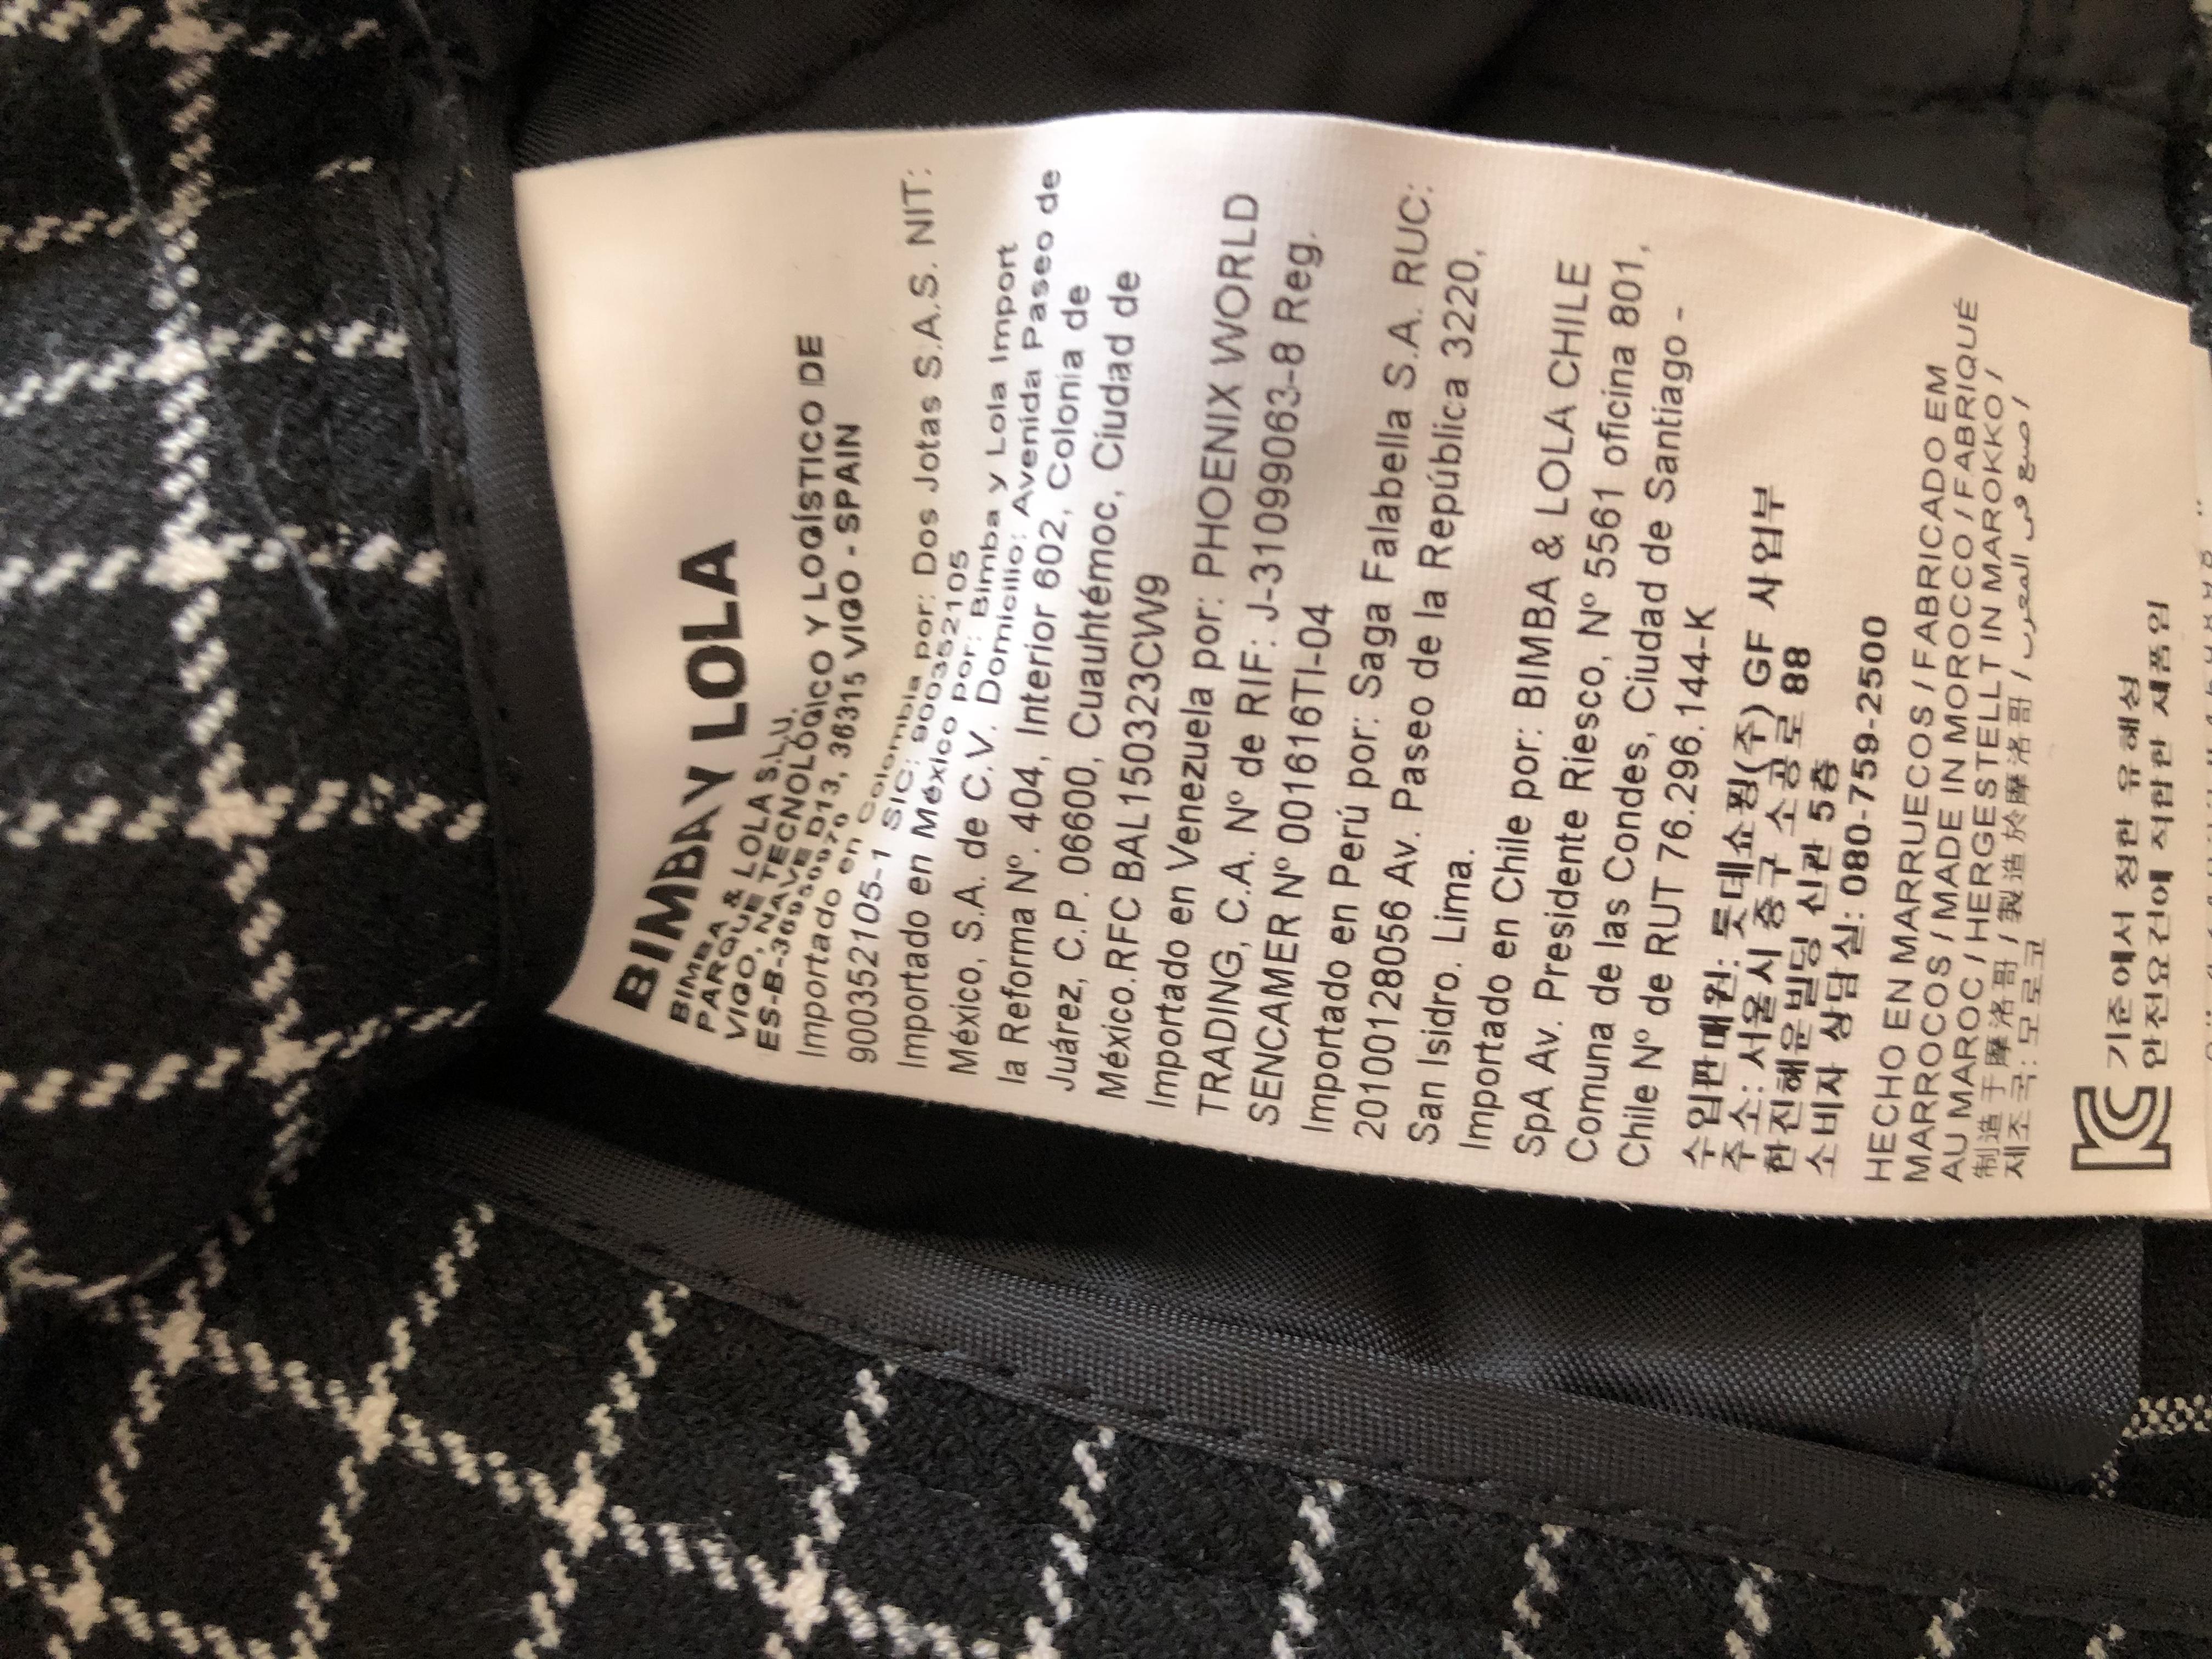 BIMBA Y LOLA
BIMBA & LOLA S.L.U.
PARQUE TECNOLÓGICO Y LOGÍSTICO DE
VIGO, NAVE D13, 36315 VIGO - SPAIN
ES-B-36950970
Importado en Colombia por: Dos Jotas S.A.S. NIT:
900352105-1 SIC: 900352105
Importado en México por: Bimba y Lola Import
México, S.A. de C.V. Domicilio: Avenida Paseo de
la Reforma Nº. 404, Interior 602, Colonia de
Juárez, C.P. 06600, Cuauhtémoc, Ciudad de
México.RFC BAL150323CW9
Importado en Venezuela por: PHOENIX WORLD
TRADING, C.A. Nº de RIF: J-31099063-8 Reg.
SENCAMER Nº 001616TI-04
Importado en Perú por: Saga Falabella S.A. RUC:
20100128056 Av. Paseo de la República 3220,
San Isidro. Lima.
Importado en Chile por: BIMBA & LOLA CHILE
SpA Av. Presidente Riesco, Nº 5561 oficina 801,
Comuna de las Condes, Ciudad de Santiago -
Chile Nº de RUT 76.296.144-K
수입판매원: 롯데쇼핑(주) GF 사업부
주소: 서울시 중구 소공로 88
한진해운빌딩 신관 5층
소비자 상담실: 080-759-2500
HECHO EN MARRUECOS / FABRICADO EM
MARROCOS / MADE IN MOROCCO / FABRIQUÉ
AU MAROC / HERGESTELLT IN MAROKKO /
制造于摩洛哥 / 製造於摩洛哥 / صنع في المغرب /
제조국: 모로코
KC 기준에서 정한 유해성
안전요건에 적합한 제품임